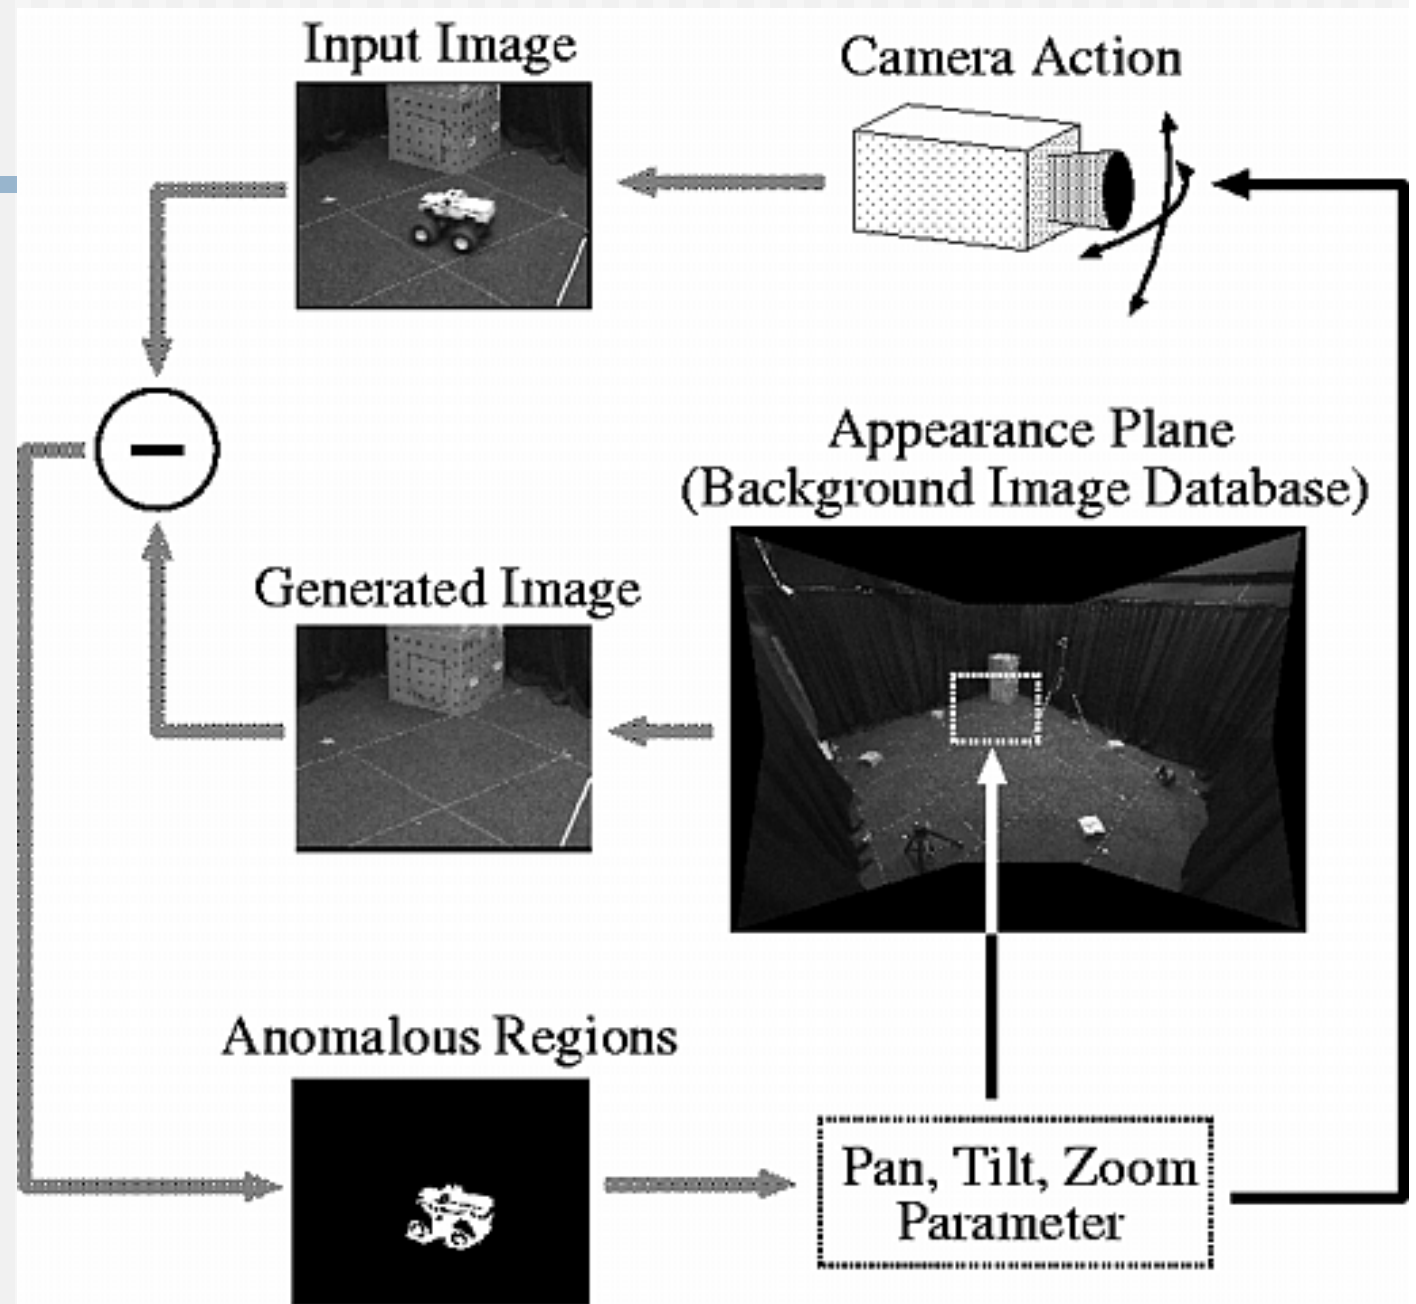 Input Image
Camera Action
Appearance Plane
(Background Image Database)
Generated Image
Anomalous Regions
Pan, Tilt, Zoom
Parameter